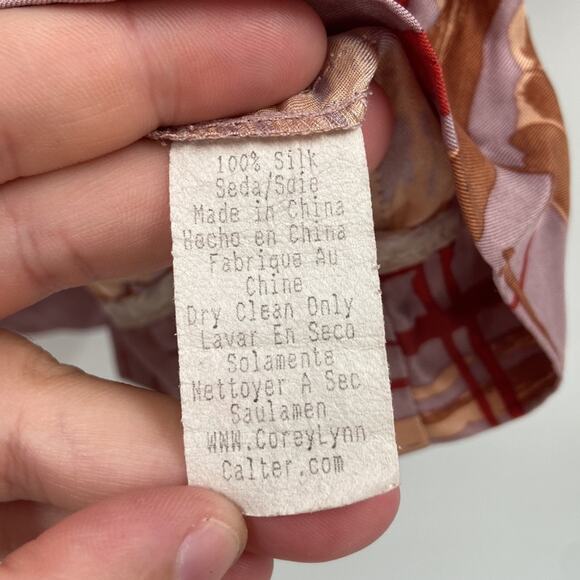 100% Silk
Seda/Sdie
Made in China
Hecho en China
Fabrique Au
Chine
Dry Clean Only
Lavar En Seco
Solamente
Nettoyer A Sec
Saulamen
WWW.CoreyLynn
Calter.com